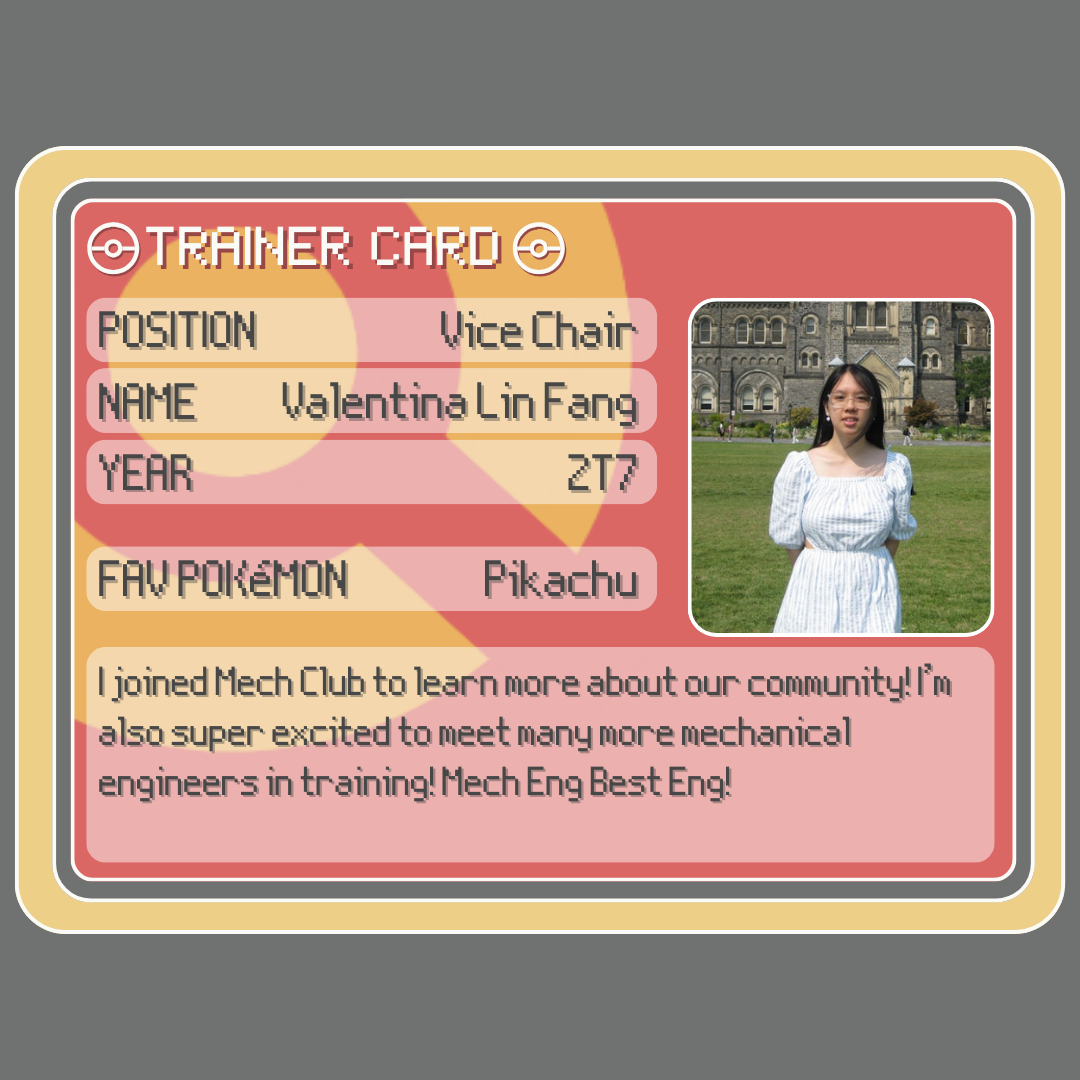 TRAINER CARD
POSITION Vice Chair
NAME Valentina Lin Fang
YEAR 2T7
FAV POKéMON Pikachu
I joined Mech Club to learn more about our community! I'm
also super excited to meet many more mechanical
engineers in training! Mech Eng Best Eng!